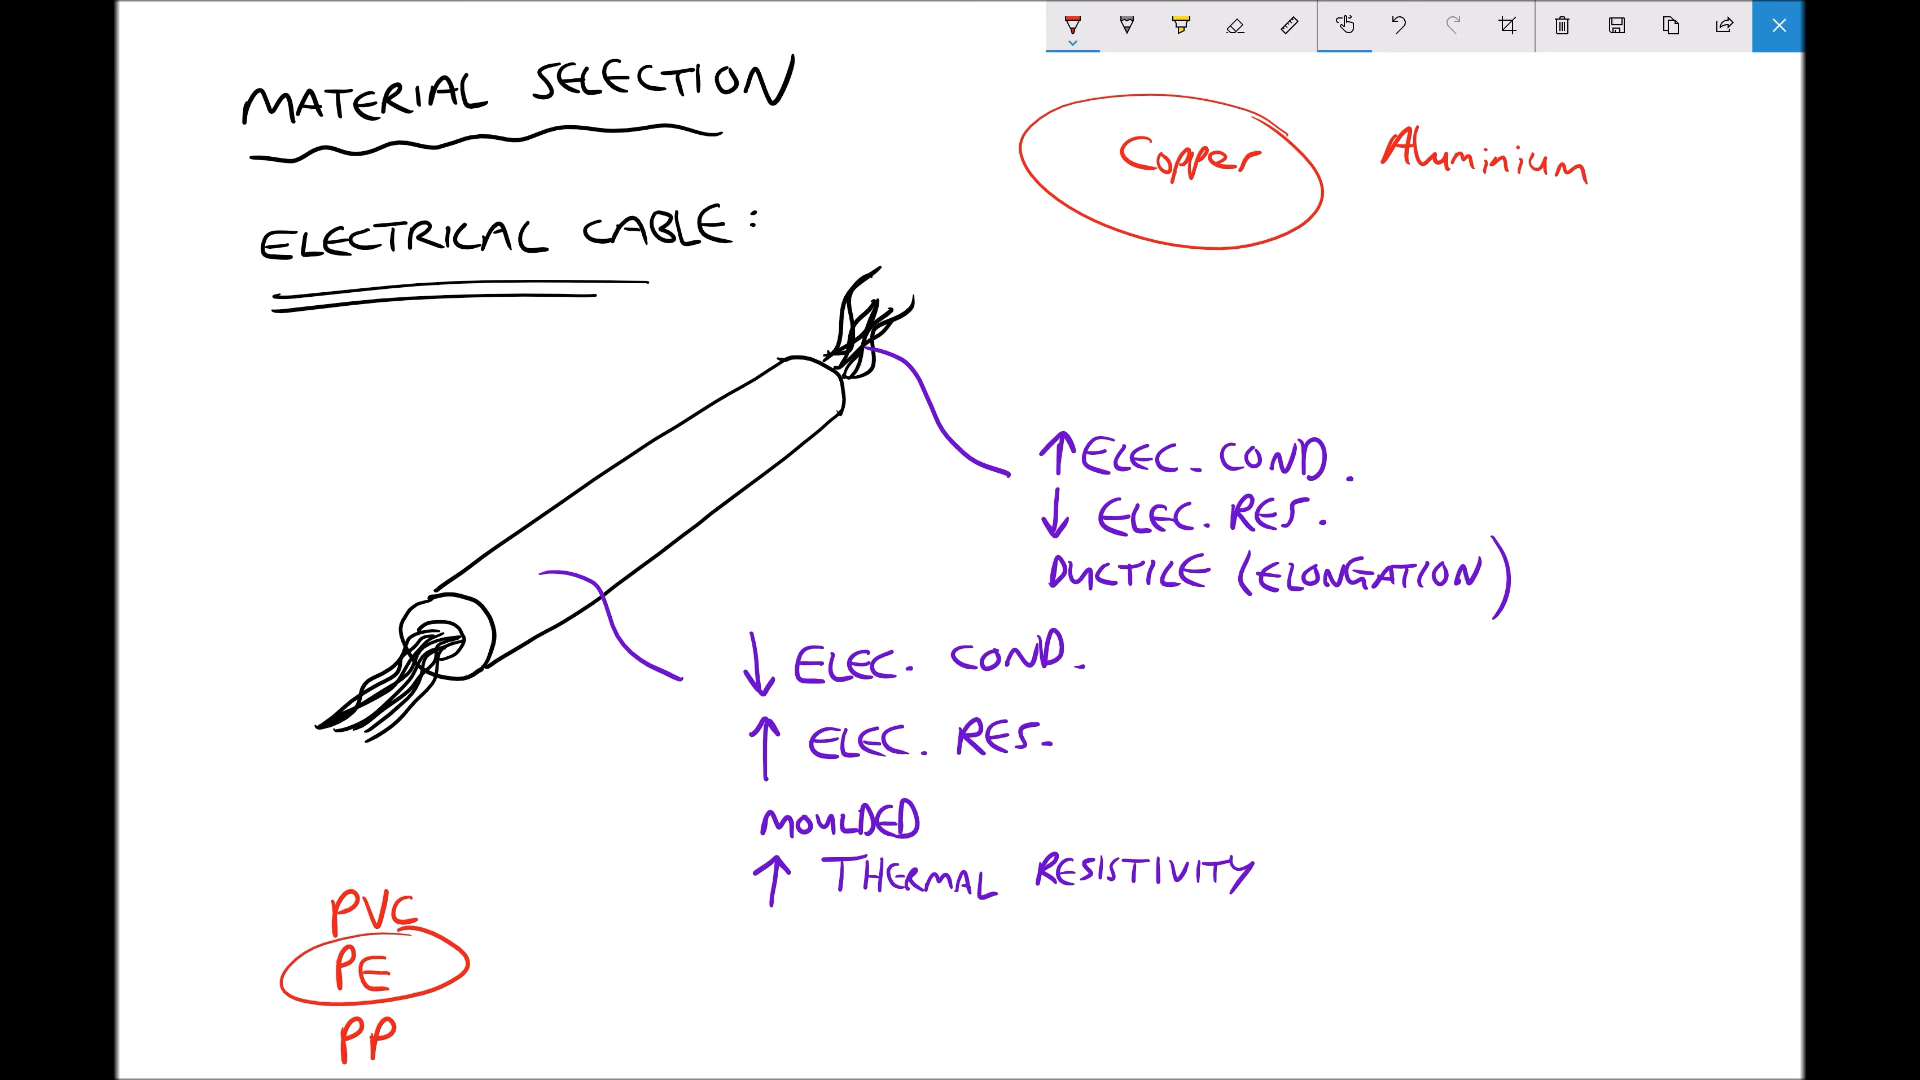 MATERIAL SELECTION
Copper
Aluminium
ELECTRICAL CABLE:
↑ ELEC. COND.
↓ ELEC. RES.
DUCTILE (ELONGATION)
↓ ELEC. COND.
↑ ELEC. RES.
MOULDED
↑ THERMAL RESISTIVITY
PVC
PE
PP